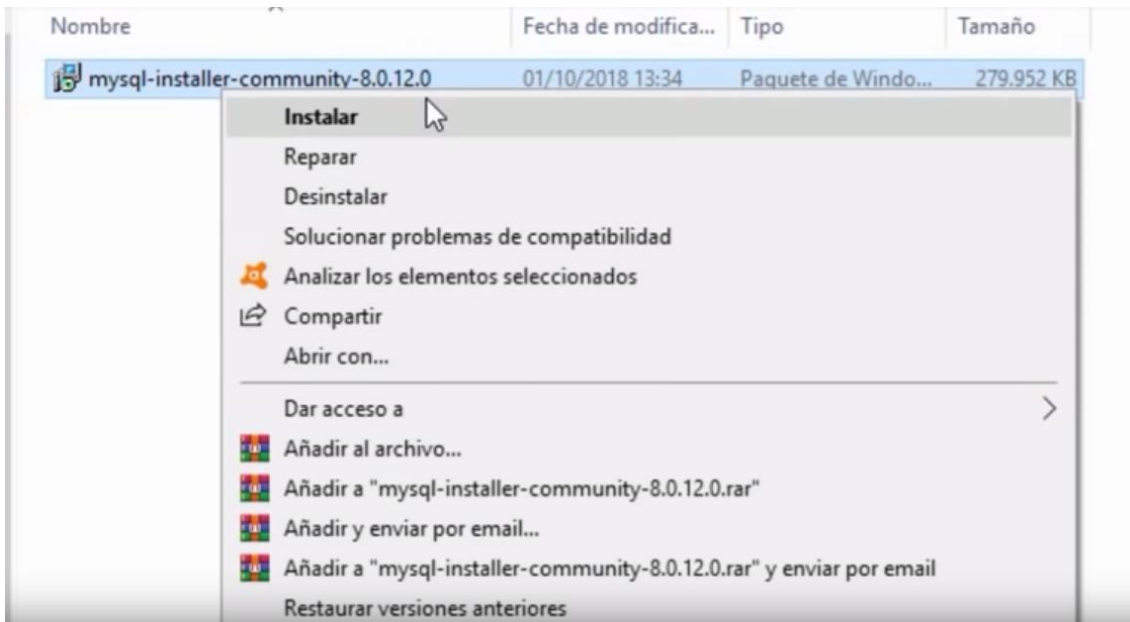 Nombre Fecha de modifica... Tipo Tamaño
mysql-installer-community-8.0.12.0 01/10/2018 13:34 Paquete de Windo... 279.952 KB
Instalar
Reparar
Desinstalar
Solucionar problemas de compatibilidad
Analizar los elementos seleccionados
Compartir
Abrir con...
Dar acceso a
Añadir al archivo...
Añadir a "mysql-installer-community-8.0.12.0.rar"
Añadir y enviar por email...
Añadir a "mysql-installer-community-8.0.12.0.rar" y enviar por email
Restaurar versiones anteriores